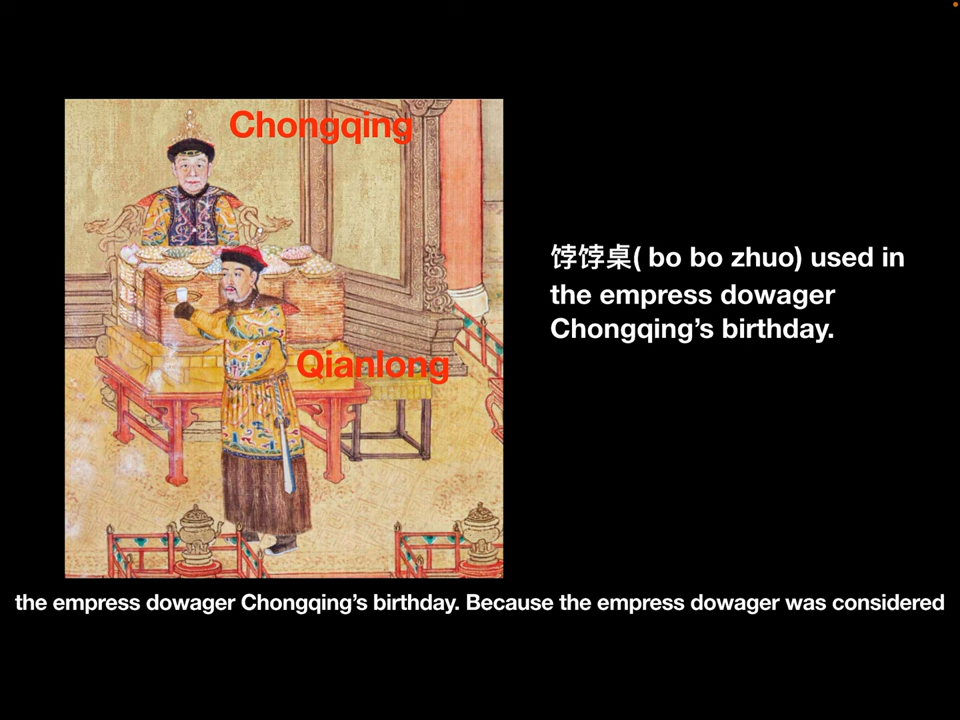 Chongqing
Qianlong
饽饽桌( bo bo zhuo) used in
the empress dowager
Chongqing’s birthday.
the empress dowager Chongqing’s birthday. Because the empress dowager was considered